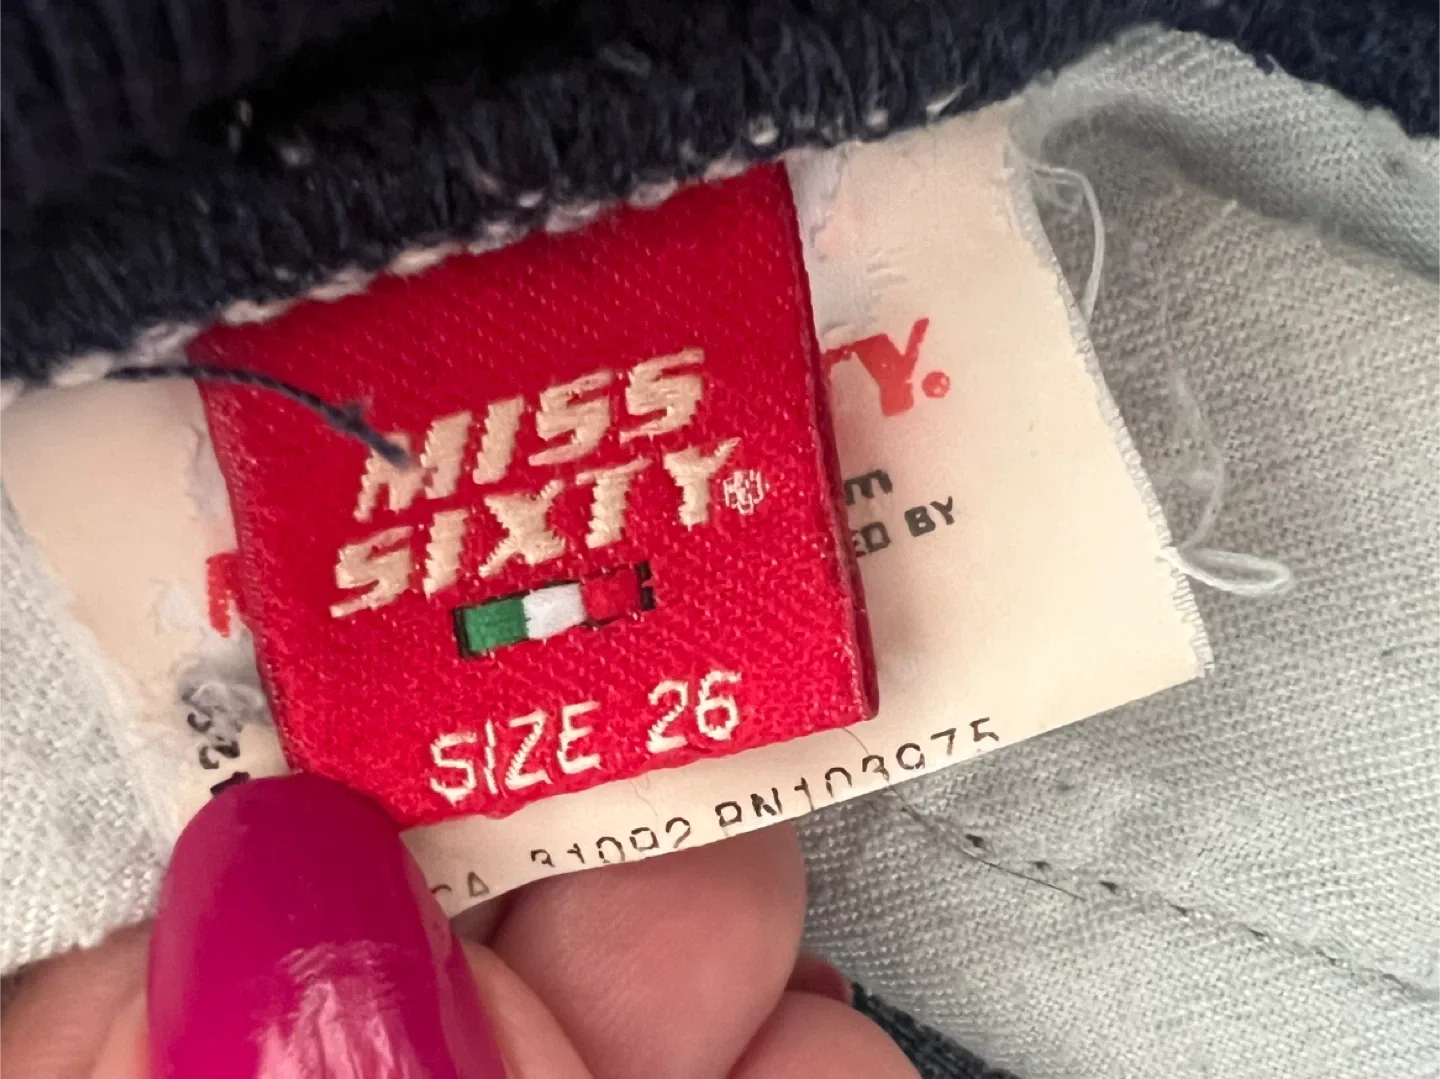 MISS
SIXTY®
SIZE 26
TY.
m
ED BY
CA 31092 RN103975